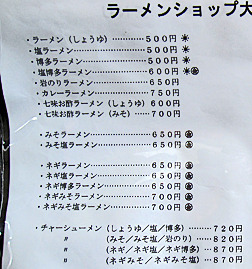 ラーメンショップ大
・ラーメン(しょうゆ)…………500円
・塩ラーメン……………………500円
・博多ラーメン…………………500円
・塩博多ラーメン………………600円
・岩のりラーメン………………650円
・カレーラーメン………………750円
・七味お酢ラーメン(しょうゆ)600円
・七味お酢ラーメン(みそ)……700円
・みそラーメン…………………650円
・みそ塩ラーメン………………650円
・ネギラーメン…………………650円
・ネギ塩ラーメン………………650円
・ネギ博多ラーメン……………650円
・ネギみそラーメン……………700円
・ネギみそ塩ラーメン…………700円
・チャーシューメン(しょうゆ/塩/博多)……720円
〃 (みそ/みそ塩/岩のり)…820円
〃 (ネギ/ネギ塩/ネギ博多)870円
〃 (ネギみそ/ネギみそ塩)870円